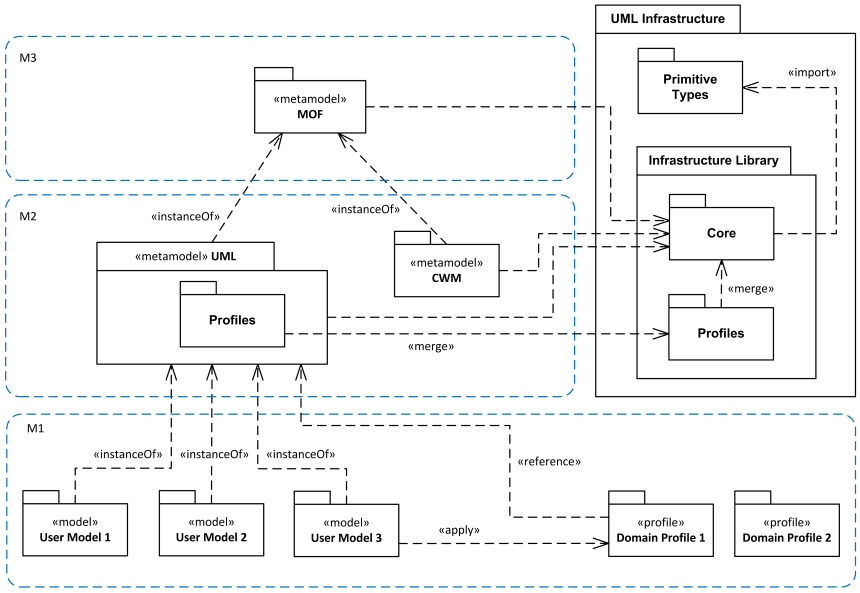 UML Infrastructure
M3
Primitive
Types
«import»
«metamodel»
MOF
Infrastructure Library
M2
«instanceOf»
«instanceOf»
Core
«metamodel» UML
«metamodel»
CWM
«merge»
Profiles
Profiles
«merge»
M1
«instanceOf»
«instanceOf»
«instanceOf»
«reference»
«model»
User Model 1
«model»
User Model 2
«model»
User Model 3
«apply»
«profile»
Domain Profile 1
«profile»
Domain Profile 2